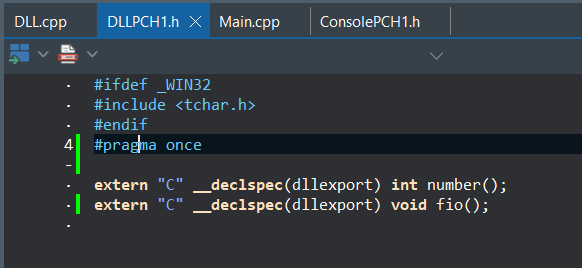 DLL.cpp DLLPCH1.h Main.cpp ConsolePCH1.h
#ifdef _WIN32
#include <tchar.h>
#endif
4 #pragma once
extern "C" __declspec(dllexport) int number();
extern "C" __declspec(dllexport) void fio();